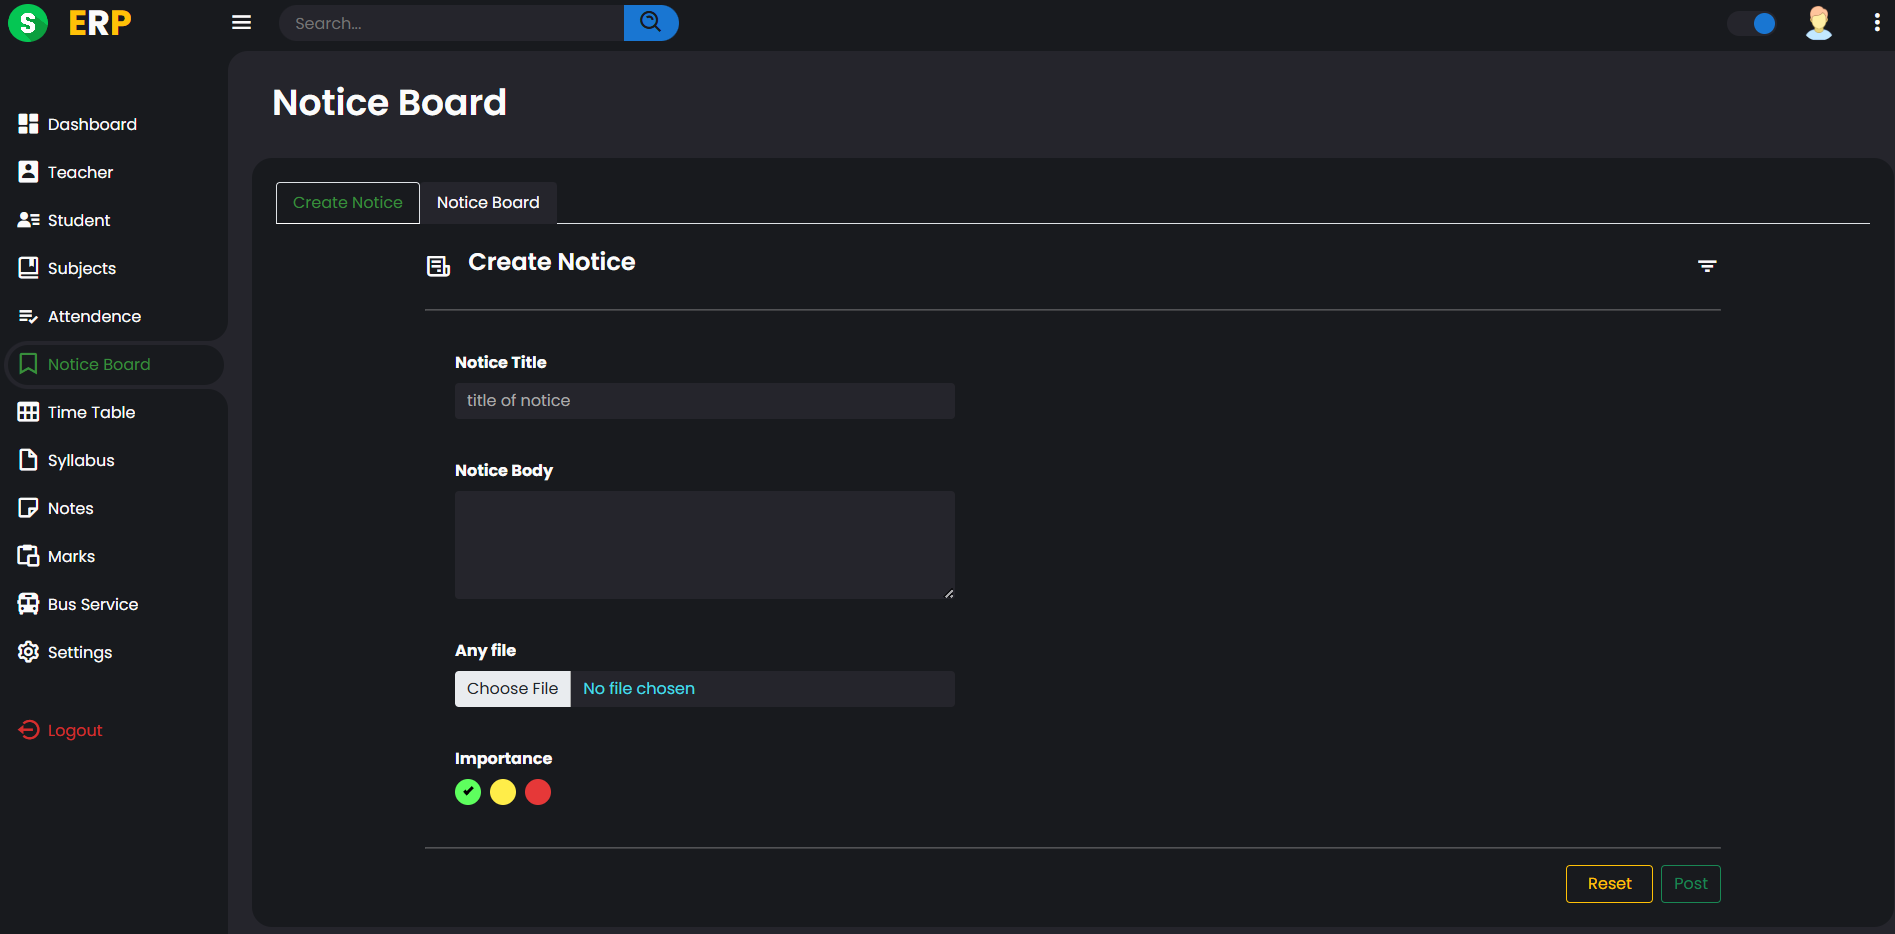 S ERP
Search...
Dashboard
Teacher
Student
Subjects
Attendence
Notice Board
Time Table
Syllabus
Notes
Marks
Bus Service
Settings
Logout
Notice Board
Create Notice Notice Board
Create Notice
Notice Title
title of notice
Notice Body
Any file
Choose File No file chosen
Importance
Reset Post